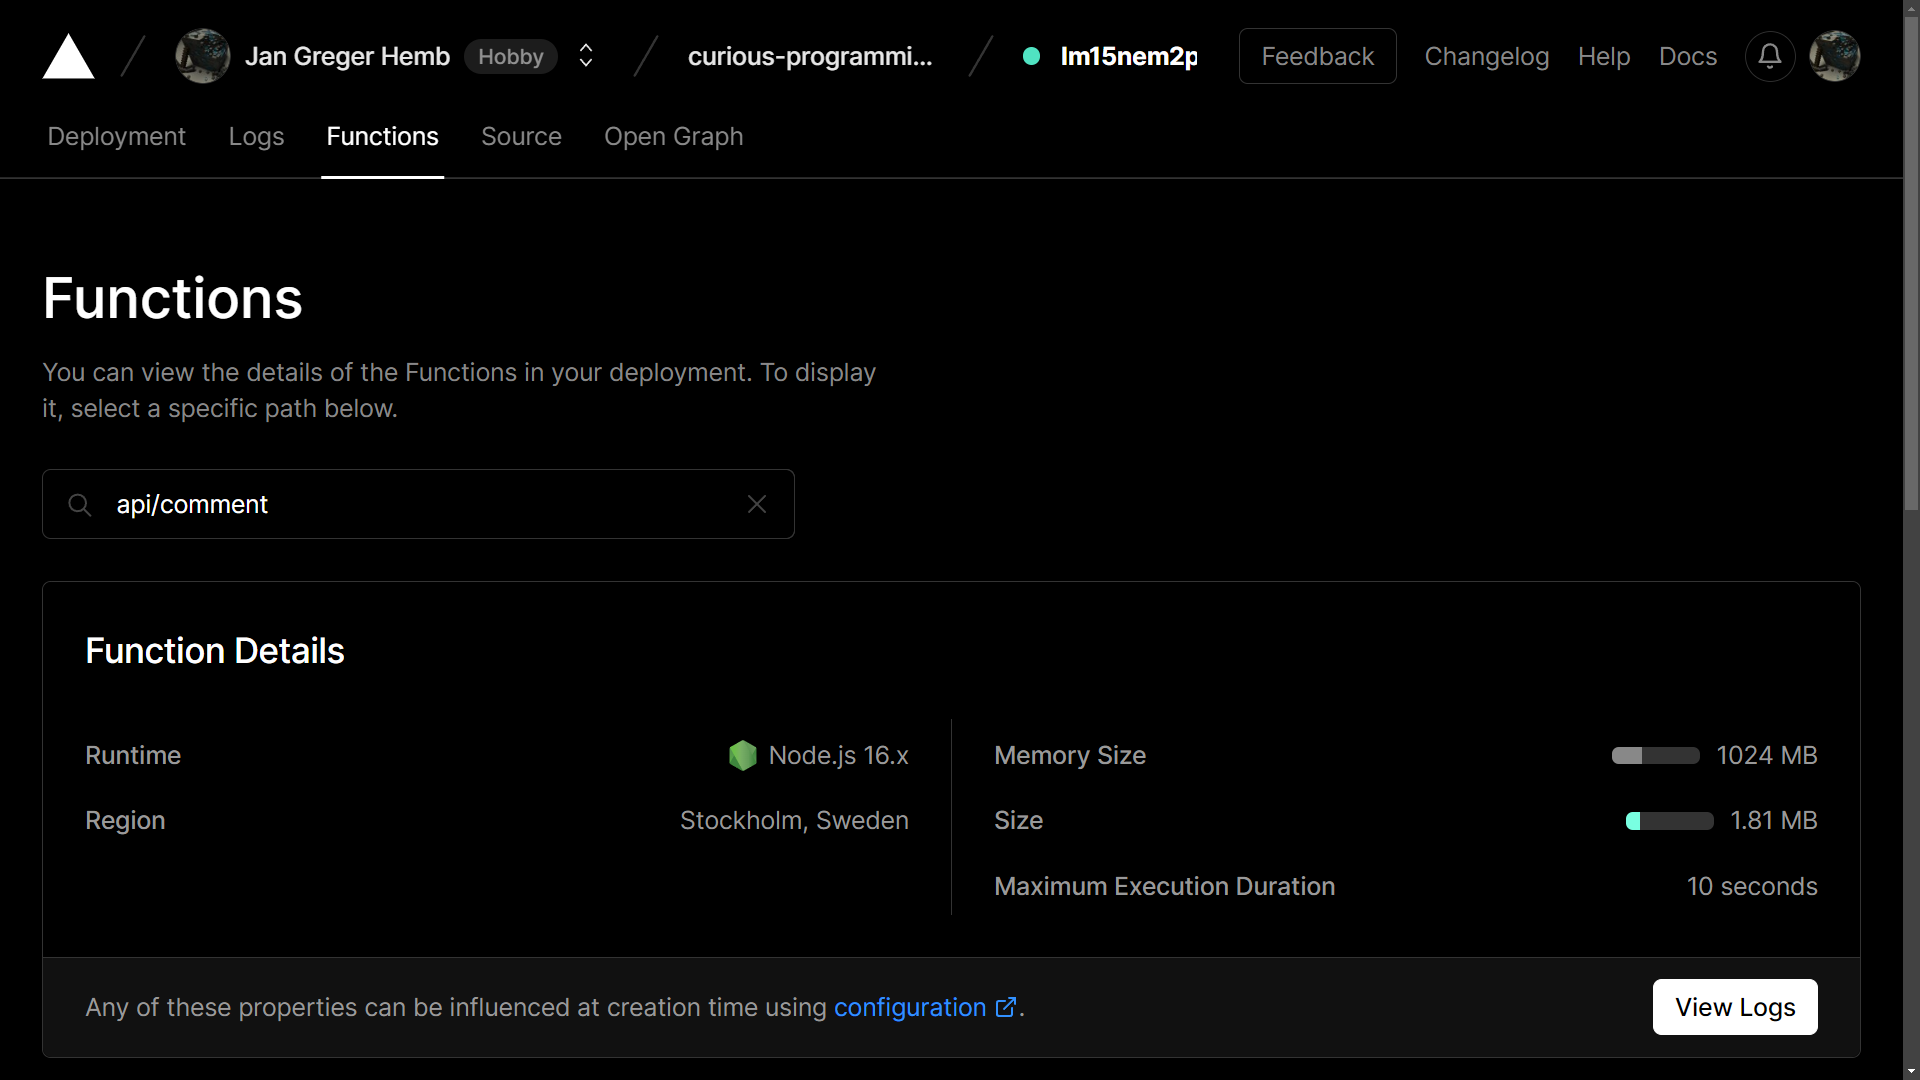 Jan Greger Hemb Hobby curious-programmi... Im15nem2p Feedback Changelog Help Docs
Deployment Logs Functions Source Open Graph
Functions
You can view the details of the Functions in your deployment. To display
it, select a specific path below.
api/comment
Function Details
Runtime Node.js 16.x
Region Stockholm, Sweden
Memory Size 1024 MB
Size 1.81 MB
Maximum Execution Duration 10 seconds
Any of these properties can be influenced at creation time using configuration.
View Logs